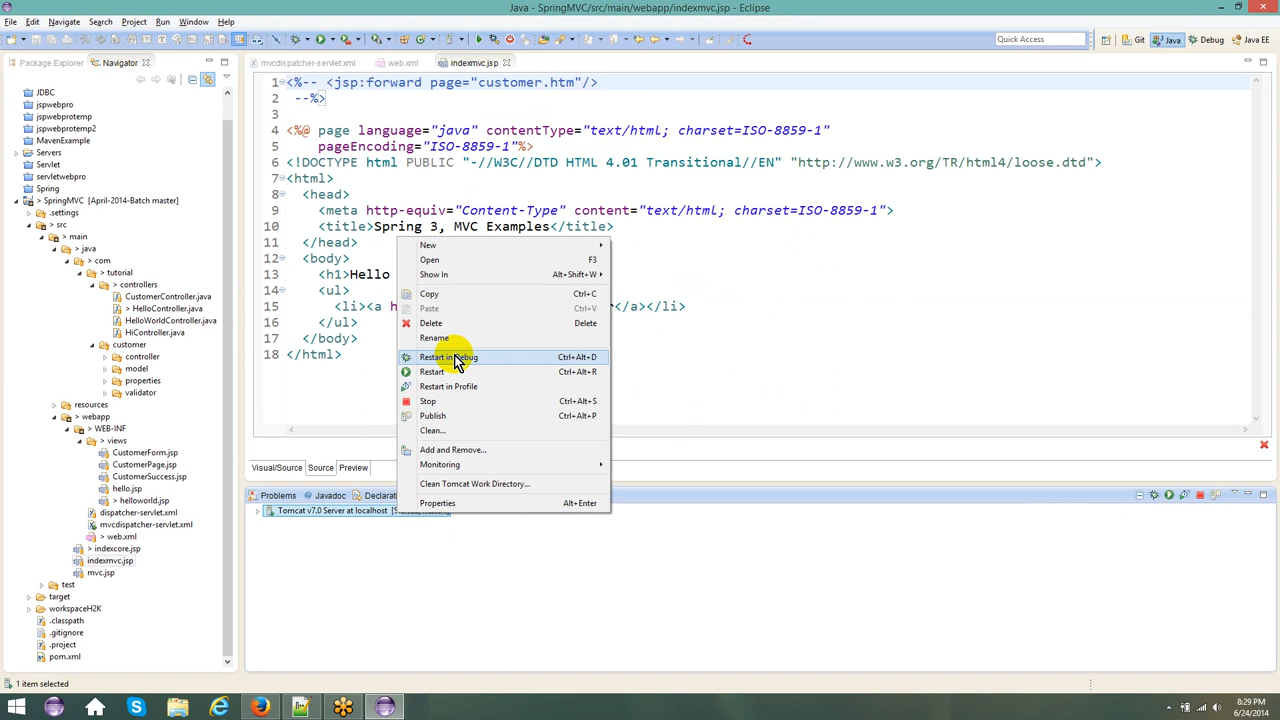 Java - SpringMVC/src/main/webapp/indexmvc.jsp - Eclipse
File Edit Navigate Search Project Run Window Help
Quick Access Git Java Debug Java EE
Package Explorer Navigator
JDBC
jspwebpro
jspwebprotemp
jspwebprotemp2
MavenExample
Servers
Servlet
servletwebpro
Spring
SpringMVC [April-2014-Batch master]
.settings
src
main
java
com
tutorial
controllers
CustomerController.java
> HelloController.java
HelloWorldController.java
HiController.java
customer
controller
model
properties
validator
resources
> webapp
> WEB-INF
> views
CustomerForm.jsp
CustomerPage.jsp
CustomerSuccess.jsp
hello.jsp
> helloworld.jsp
dispatcher-servlet.xml
mvcdispatcher-servlet.xml
> web.xml
> indexcore.jsp
indexmvc.jsp
mvc.jsp
test
target
workspaceH2K
.classpath
.gitignore
.project
pom.xml
mvcdispatcher-servlet.xml web.xml indexmvc.jsp
1 <%-- <jsp:forward page="customer.htm"/>
2 --%>
3
4 <%@ page language="java" contentType="text/html; charset=ISO-8859-1"
5 pageEncoding="ISO-8859-1"%>
6 <!DOCTYPE html PUBLIC "-//W3C//DTD HTML 4.01 Transitional//EN" "http://www.w3.org/TR/html4/loose.dtd">
7 <html>
8 <head>
9 <meta http-equiv="Content-Type" content="text/html; charset=ISO-8859-1">
10 <title>Spring 3, MVC Examples</title>
11 </head>
12 <body>
13 <h1>Hello
14 <ul>
15 <li><a h r</a></li>
16 </ul>
17 </body>
18 </html>
New
Open F3
Show In Alt+Shift+W
Copy Ctrl+C
Paste Ctrl+V
Delete Delete
Rename
Restart in Debug Ctrl+Alt+D
Restart Ctrl+Alt+R
Restart in Profile
Stop Ctrl+Alt+S
Publish Ctrl+Alt+P
Clean...
Add and Remove...
Monitoring
Clean Tomcat Work Directory...
Properties Alt+Enter
Visual/Source Source Preview
Problems Javadoc Declarati
Tomcat v7.0 Server at localhost
1 item selected
8:29 PM
6/24/2014